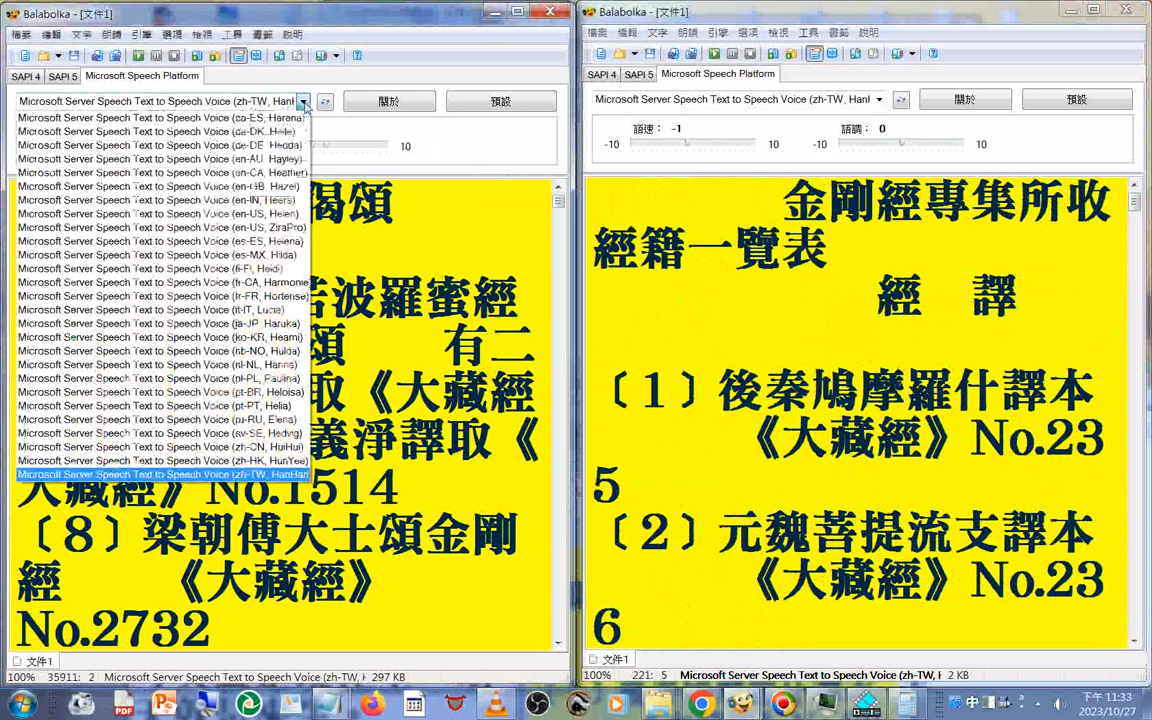 Balabolka - [文件1]
檔案 編輯 文字 朗讀 引擎 選項 檢視 工具 書籤 說明
SAPI 4 SAPI 5 Microsoft Speech Platform
Microsoft Server Speech Text to Speech Voice (zh-TW, Hanl
關於 預設
Microsoft Server Speech Text to Speech Voice (ca-ES, Herena)
Microsoft Server Speech Text to Speech Voice (da-DK, Helle)
Microsoft Server Speech Text to Speech Voice (de-DE, Hedda)
Microsoft Server Speech Text to Speech Voice (en-AU, Hayley)
Microsoft Server Speech Text to Speech Voice (en-CA, Heather)
Microsoft Server Speech Text to Speech Voice (en-GB, Hazel)
Microsoft Server Speech Text to Speech Voice (en-IN, Heera)
Microsoft Server Speech Text to Speech Voice (en-US, Helen)
Microsoft Server Speech Text to Speech Voice (en-US, ZiraPro)
Microsoft Server Speech Text to Speech Voice (es-ES, Helena)
Microsoft Server Speech Text to Speech Voice (es-MX, Hilda)
Microsoft Server Speech Text to Speech Voice (fi-FI, Heidi)
Microsoft Server Speech Text to Speech Voice (fr-CA, Harmonie
Microsoft Server Speech Text to Speech Voice (fr-FR, Hortense)
Microsoft Server Speech Text to Speech Voice (it-IT, Lucia)
Microsoft Server Speech Text to Speech Voice (ja-JP, Haruka)
Microsoft Server Speech Text to Speech Voice (ko-KR, Heami)
Microsoft Server Speech Text to Speech Voice (nb-NO, Hulda)
Microsoft Server Speech Text to Speech Voice (nl-NL, Hanna)
Microsoft Server Speech Text to Speech Voice (pl-PL, Paulina)
Microsoft Server Speech Text to Speech Voice (pt-BR, Heloisa)
Microsoft Server Speech Text to Speech Voice (pt-PT, Helia)
Microsoft Server Speech Text to Speech Voice (ru-RU, Elena)
Microsoft Server Speech Text to Speech Voice (sv-SE, Hedvig)
Microsoft Server Speech Text to Speech Voice (zh-CN, HuiHui)
Microsoft Server Speech Text to Speech Voice (zh-HK, HunYee)
Microsoft Server Speech Text to Speech Voice (zh-TW, HanHan
10
偈頌
若波羅蜜經
頌 有二
取《大藏經
義淨譯取《
大藏經》No.1514
〔8〕梁朝傅大士頌金剛
經 《大藏經》
No.2732
文件1
100% 35911: 2 Microsoft Server Speech Text to Speech Voice (zh-TW, H 297 KB
Balabolka - [文件1]
檔案 編輯 文字 朗讀 引擎 選項 檢視 工具 書籤 說明
SAPI 4 SAPI 5 Microsoft Speech Platform
Microsoft Server Speech Text to Speech Voice (zh-TW, Hanl
關於 預設
語速: -1 語調: 0
-10 10 -10 10
金剛經專集所收
經籍一覽表
經 譯
〔1〕後秦鳩摩羅什譯本
《大藏經》No.23
5
〔2〕元魏菩提流支譯本
《大藏經》No.23
6
文件1
100% 221: 5 Microsoft Server Speech Text to Speech Voice (zh-TW, H 2 KB
PDF
中
下午 11:33
2023/10/27